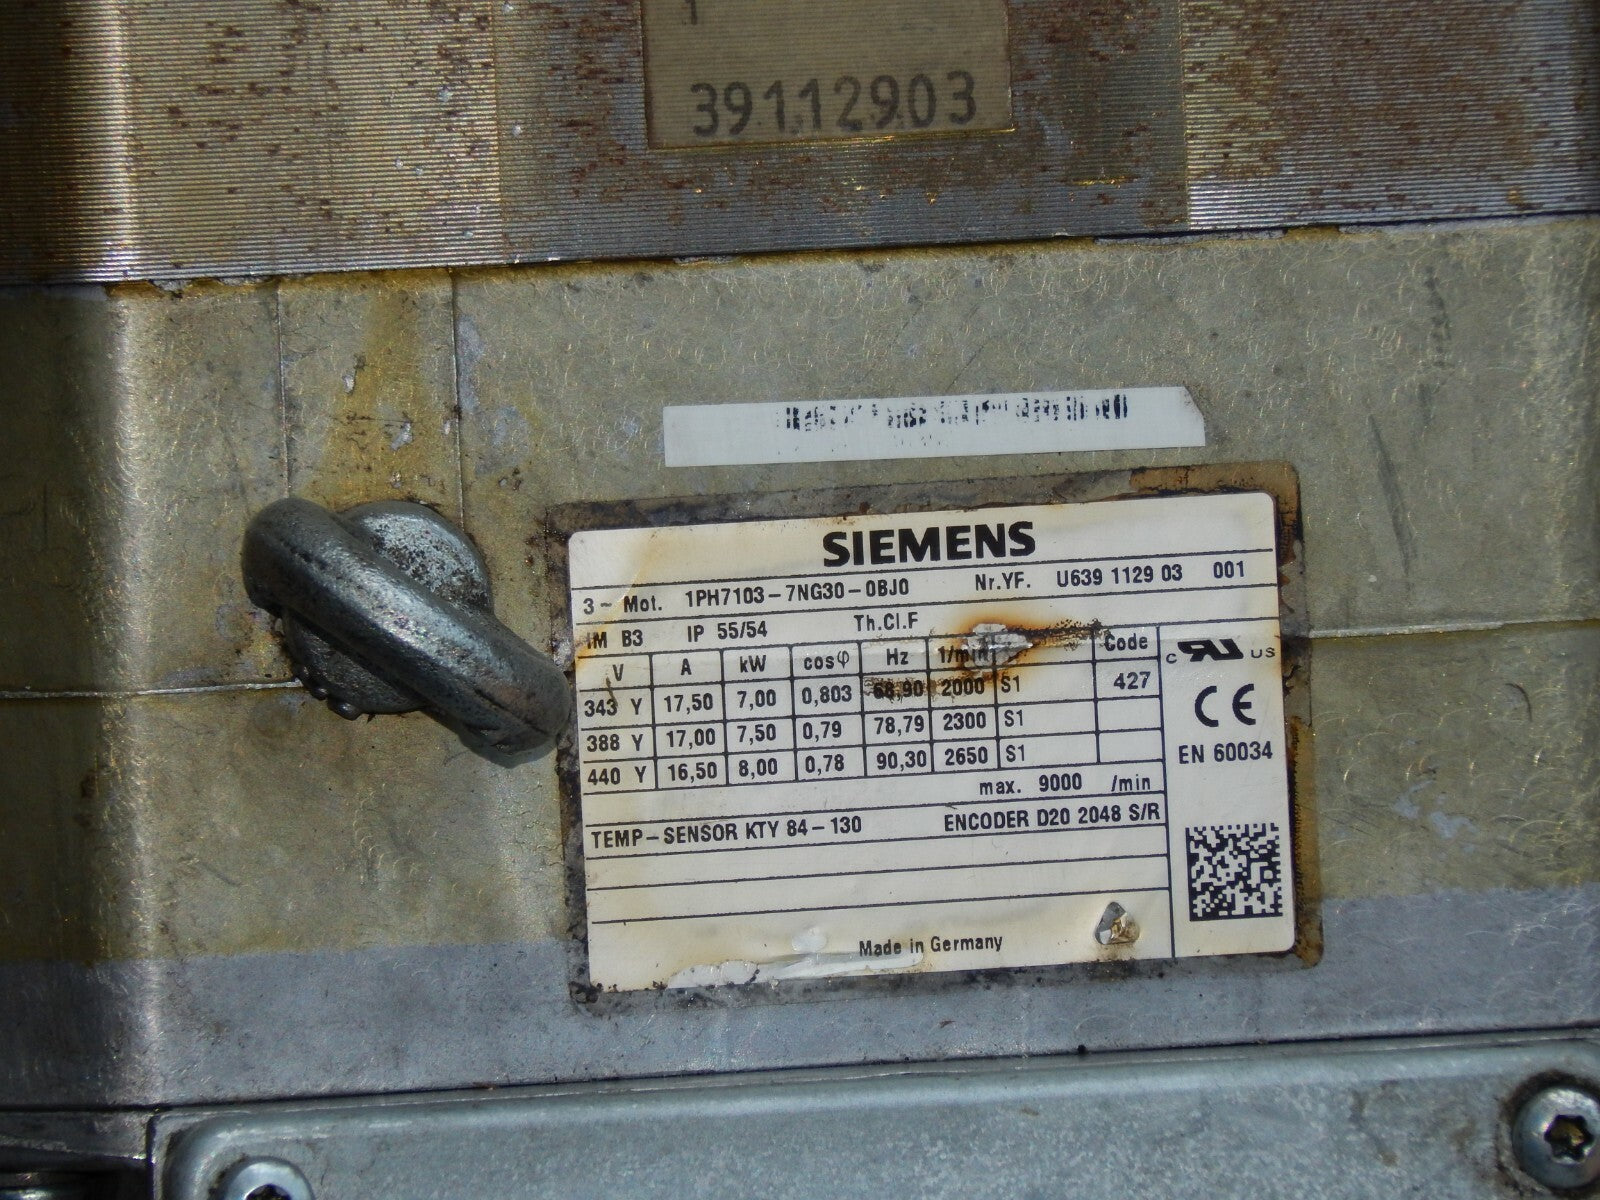 1
39112903
SIEMENS
3~ Mot. 1PH7103-7NG30-0BJ0 Nr.YF. U639 1129 03 001
IM B3 IP 55/54 Th.Cl.F
V A kW cosφ Hz 1/min Code
343 Y 17,50 7,00 0,803 68,90 2000 S1 427
388 Y 17,00 7,50 0,79 78,79 2300 S1
440 Y 16,50 8,00 0,78 90,30 2650 S1
max. 9000 /min
TEMP-SENSOR KTY 84-130 ENCODER D20 2048 S/R
Made in Germany
c RU US
CE
EN 60034